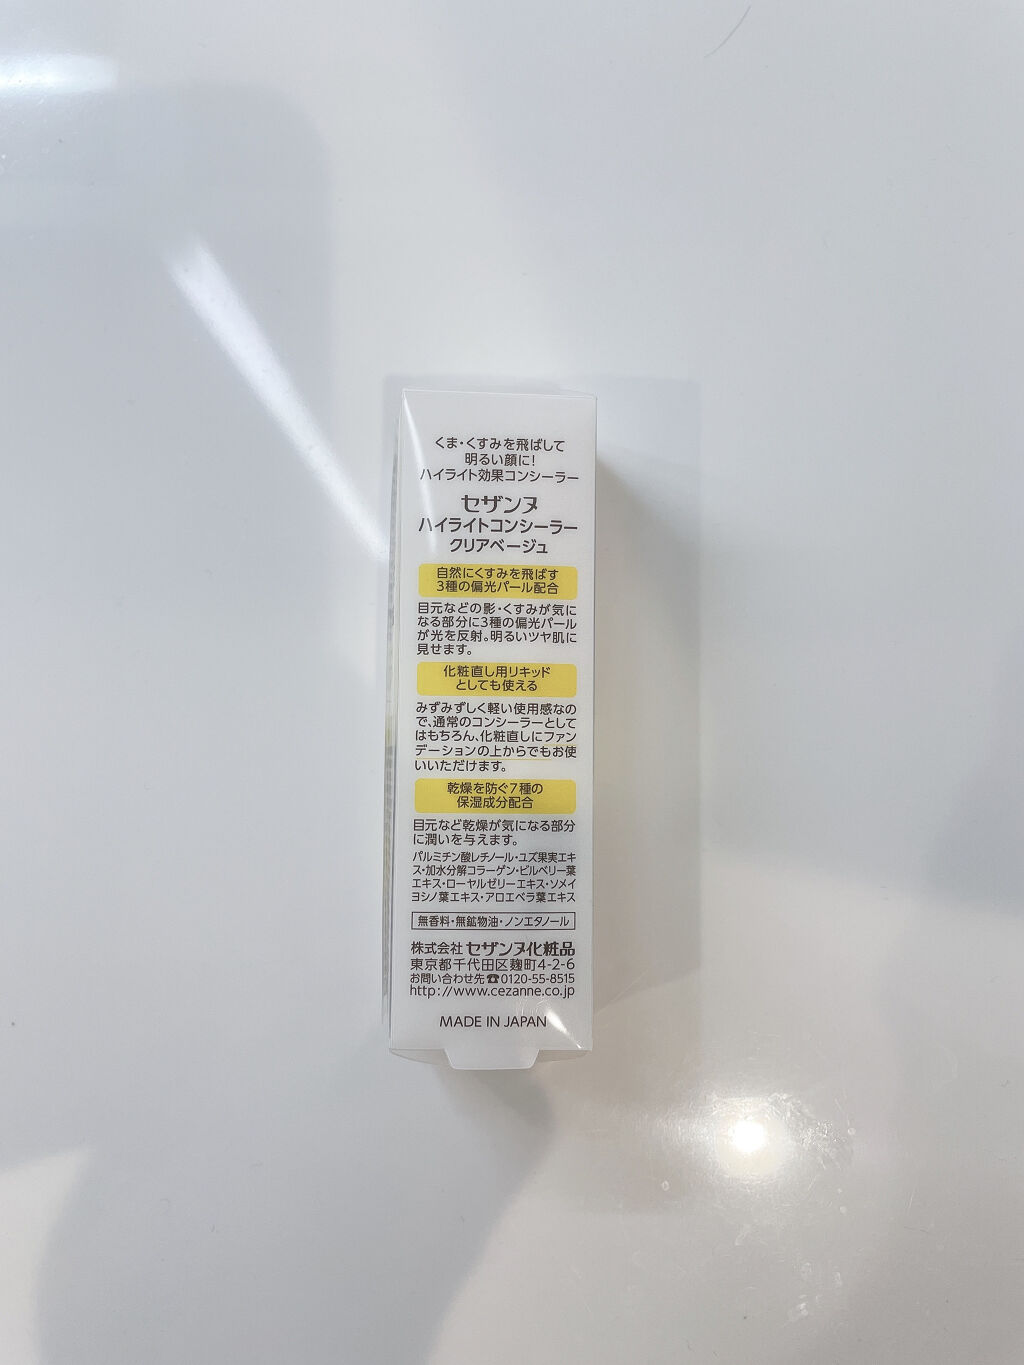 くま・くすみを飛ばして
明るい顔に!
ハイライト効果コンシーラー
セザンヌ
ハイライトコンシーラー
クリアベージュ
自然にくすみを飛ばす
3種の偏光パール配合
目元などの影・くすみが気に
なる部分に3種の偏光パール
が光を反射。明るいツヤ肌に
見せます。
化粧直し用リキッド
としても使える
みずみずしく軽い使用感なの
で、通常のコンシーラーとして
はもちろん、化粧直しにファン
デーションの上からでもお使
いいただけます。
乾燥を防ぐ7種の
保湿成分配合
目元など乾燥が気になる部分
に潤いを与えます。
パルミチン酸レチノール・ユズ果実エキ
ス・加水分解コラーゲン・ビルベリー葉
エキス・ローヤルゼリーエキス・ソメイ
ヨシノ葉エキス・アロエベラ葉エキス
無香料・無鉱物油・ノンエタノール
株式会社 セザンヌ化粧品
東京都千代田区麹町4-2-6
お問い合わせ先☎0120-55-8515
http://www.cezanne.co.jp
MADE IN JAPAN